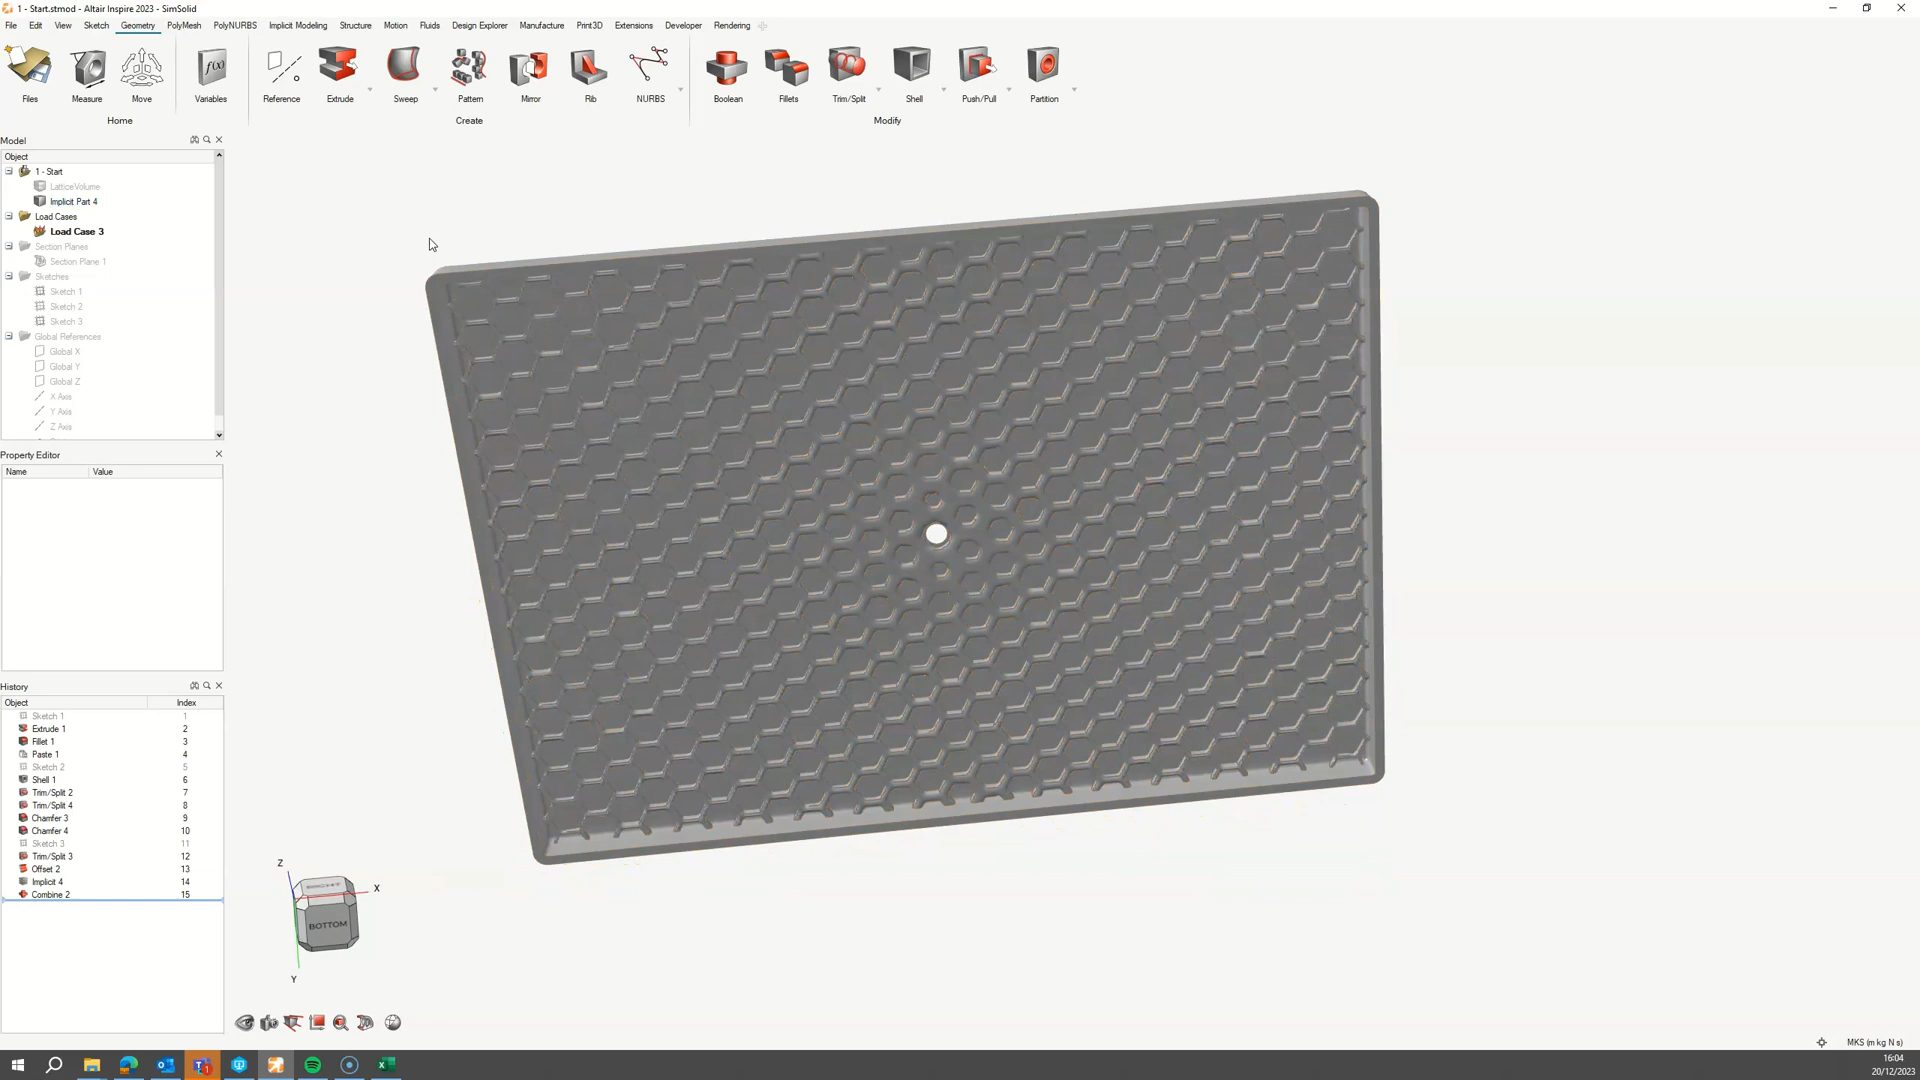 1 - Start.stmod - Altair Inspire 2023 - SimSolid
File Edit View Sketch Geometry PolyMesh PolyNURBS Implicit Modeling Structure Motion Fluids Design Explorer Manufacture Print3D Extensions Developer Rendering
Files Measure Move Variables Reference Extrude Sweep Pattern Mirror Rib NURBS Boolean Fillets Trim/Split Shell Push/Pull Partition
Home Create Modify
Model
Object
1 - Start
LatticeVolume
Implicit Part 4
Load Cases
Load Case 3
Section Planes
Section Plane 1
Sketches
Sketch 1
Sketch 2
Sketch 3
Global References
Global X
Global Y
Global Z
X Axis
Y Axis
Z Axis
Property Editor
Name Value
History
Object Index
Sketch 1 1
Extrude 1 2
Fillet 1 3
Paste 1 4
Sketch 2 5
Shell 1 6
Trim/Split 2 7
Trim/Split 4 8
Chamfer 3 9
Chamfer 4 10
Sketch 3 11
Trim/Split 3 12
Offset 2 13
Implicit 4 14
Combine 2 15
Z
X
BOTTOM
Y
MKS (m kg N s)
16:04
20/12/2023